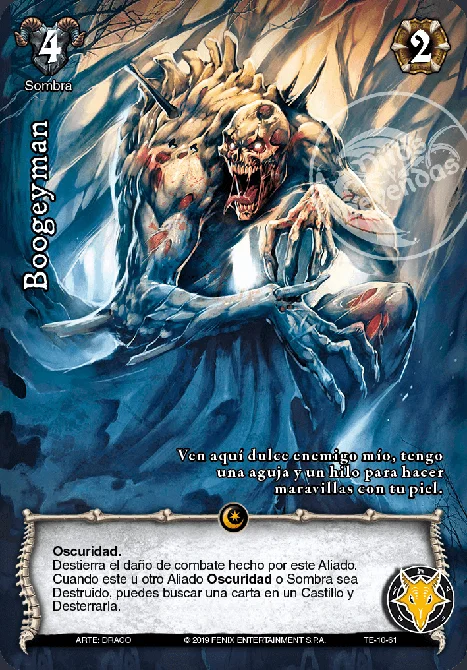 4
2
Sombra
Boogeyman
Mitos
Leyendas
Ven aquí dulce enemigo mío, tengo
una aguja y un hilo para hacer
maravillas con tu piel.
Oscuridad.
Destierra el daño de combate hecho por este Aliado.
Cuando este u otro Aliado Oscuridad o Sombra sea
Destruido, puedes buscar una carta en un Castillo y
Desterrarla.
ARTE: DRACO
© 2019 FENIX ENTERTAINMENT S.P.A.
TE-10-61